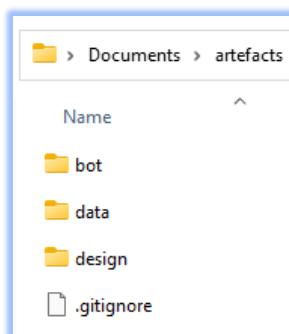 Documents > artefacts
Name
bot
data
design
.gitignore